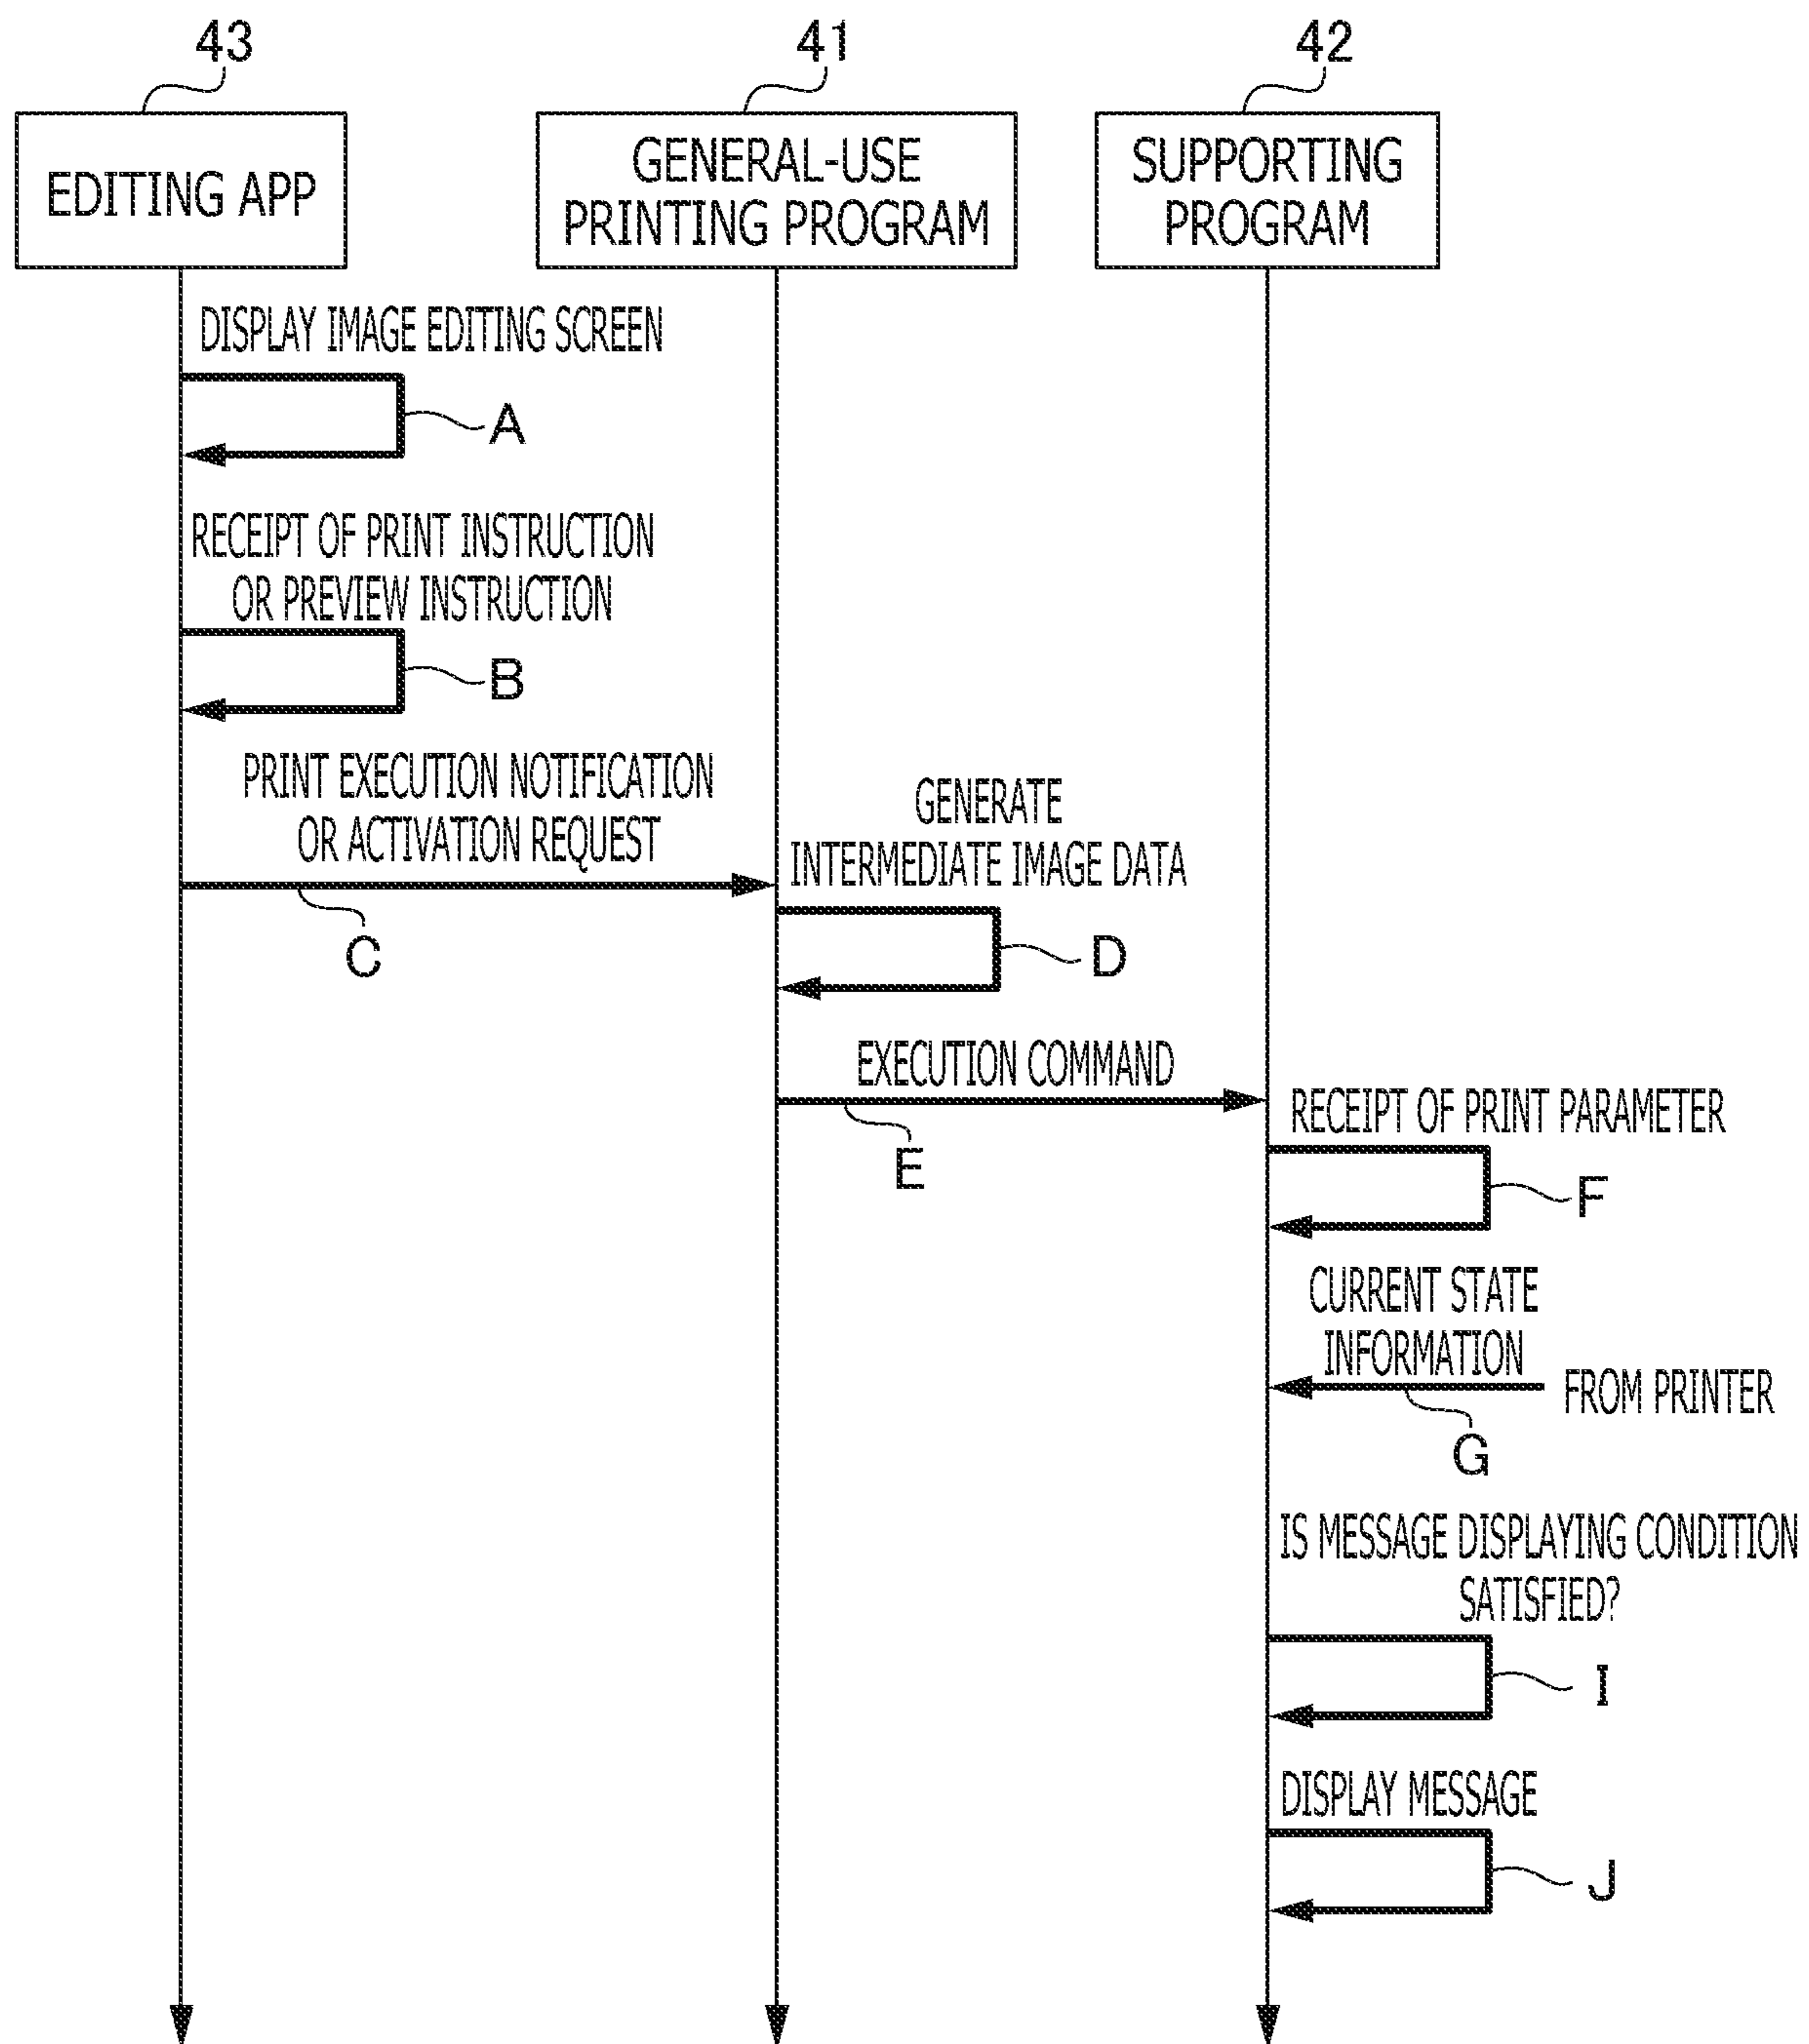 43
41
42
EDITING APP
GENERAL-USE
PRINTING PROGRAM
SUPPORTING
PROGRAM
DISPLAY IMAGE EDITING SCREEN
A
RECEIPT OF PRINT INSTRUCTION
OR PREVIEW INSTRUCTION
B
PRINT EXECUTION NOTIFICATION
OR ACTIVATION REQUEST
C
GENERATE
INTERMEDIATE IMAGE DATA
D
EXECUTION COMMAND
E
RECEIPT OF PRINT PARAMETER
F
CURRENT STATE
INFORMATION
FROM PRINTER
G
IS MESSAGE DISPLAYING CONDITION
SATISFIED?
I
DISPLAY MESSAGE
J